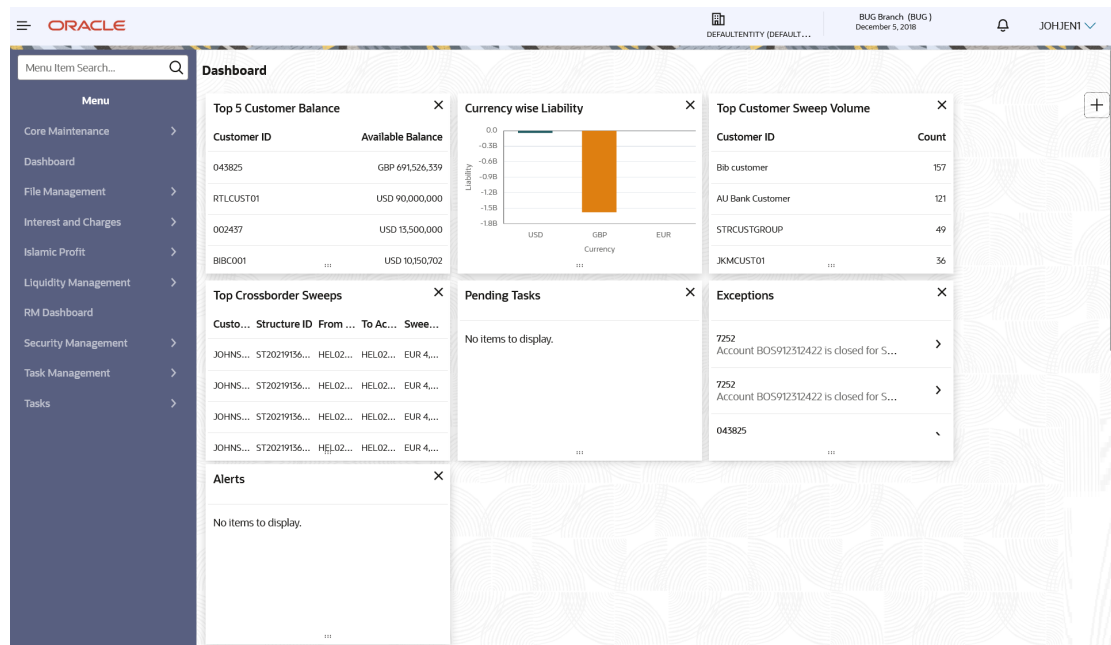 ORACLE
DEFAULTENTITY (DEFAULT...
BUG Branch (BUG )
December 5, 2018
JOHJEN1
Menu Item Search...
Menu
Core Maintenance
Dashboard
File Management
Interest and Charges
Islamic Profit
Liquidity Management
RM Dashboard
Security Management
Task Management
Tasks
Dashboard
Top 5 Customer Balance
Customer ID Available Balance
043825 GBP 691,526,339
RTLCUST01 USD 90,000,000
002437 USD 13,500,000
BIBC001 USD 10,150,702
Currency wise Liability
0.0
-0.3B
-0.6B
-0.9B
-1.2B
-1.5B
-1.8B
Liability
USD GBP EUR
Currency
Top Customer Sweep Volume
Customer ID Count
Bib customer 157
AU Bank Customer 121
STRCUSTGROUP 49
JKMCUST01 36
Top Crossborder Sweeps
Custo... Structure ID From ... To Ac... Swee...
JOHNS... ST20219136... HEL02... HEL02... EUR 4,...
JOHNS... ST20219136... HEL02... HEL02... EUR 4,...
JOHNS... ST20219136... HEL02... HEL02... EUR 4,...
JOHNS... ST20219136... HEL02... HEL02... EUR 4,...
Pending Tasks
No items to display.
Exceptions
7252
Account BOS912312422 is closed for S...
7252
Account BOS912312422 is closed for S...
043825
Alerts
No items to display.